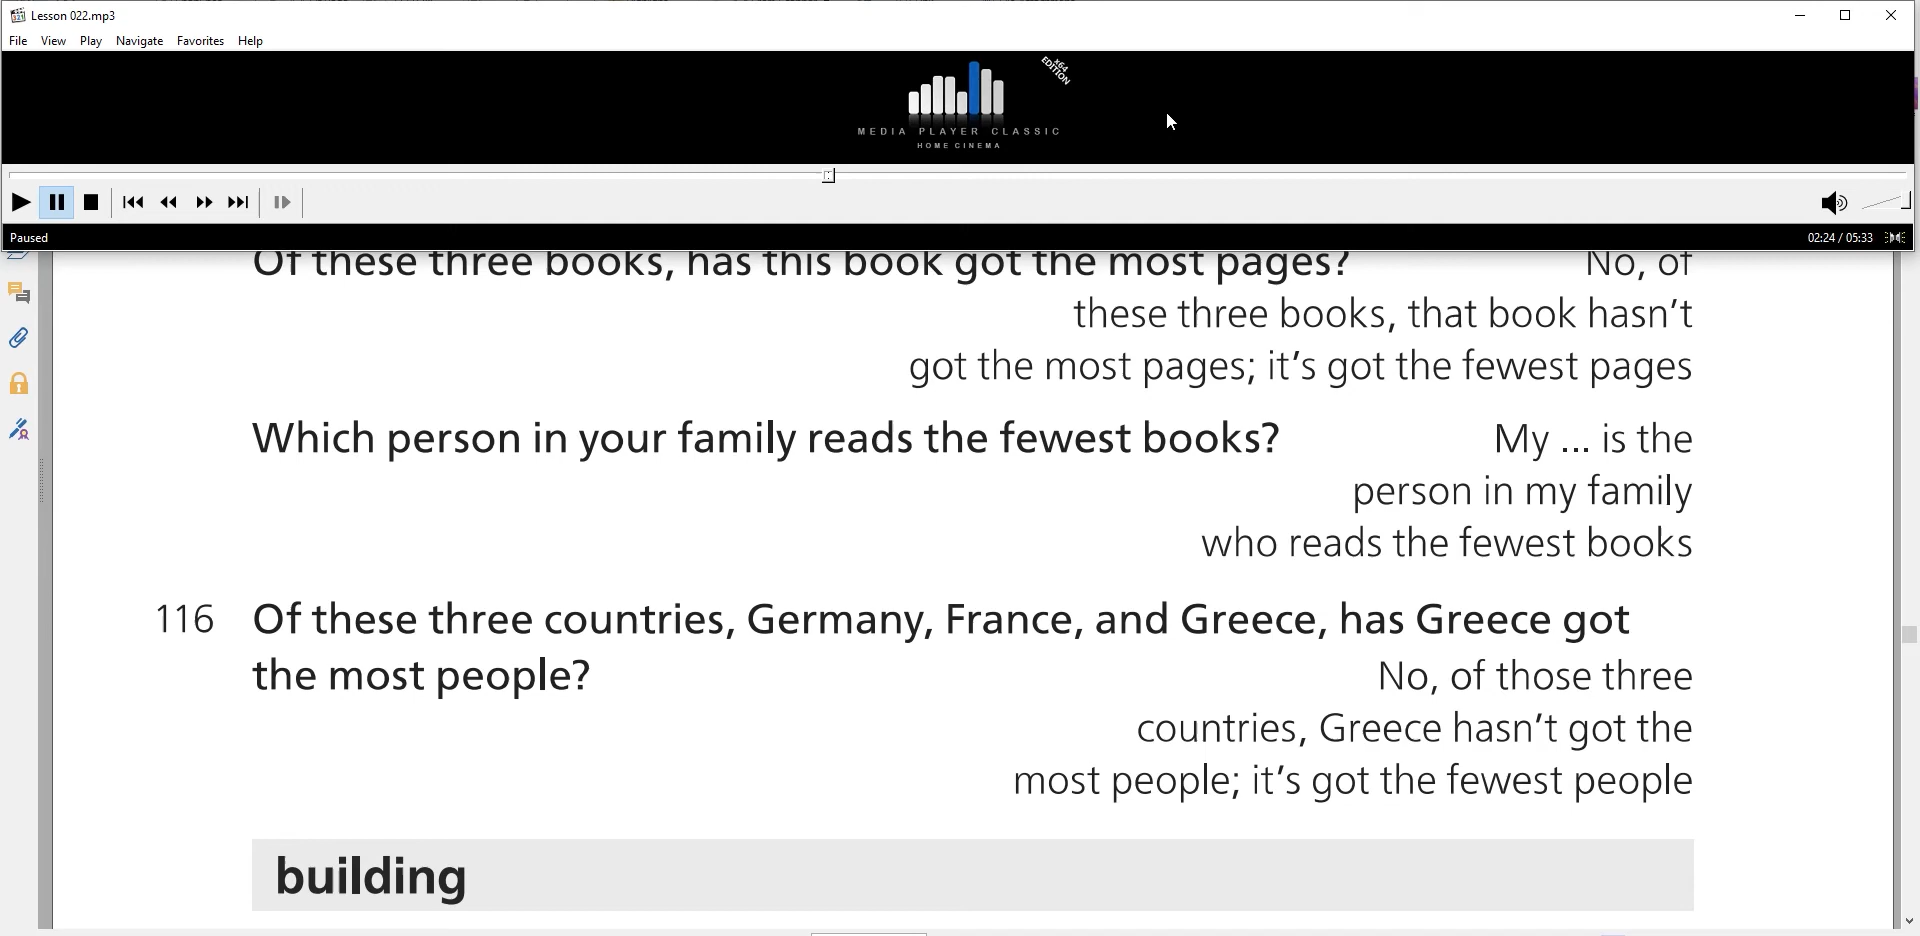 Lesson 022.mp3
File View Play Navigate Favorites Help
x64
EDITION
MEDIA PLAYER CLASSIC
HOME CINEMA
Paused
02:24 / 05:33
Of these three books, has this book got the most pages? No, of
these three books, that book hasn't
got the most pages; it's got the fewest pages
Which person in your family reads the fewest books? My ... is the
person in my family
who reads the fewest books
116 Of these three countries, Germany, France, and Greece, has Greece got
the most people? No, of those three
countries, Greece hasn't got the
most people; it's got the fewest people
building